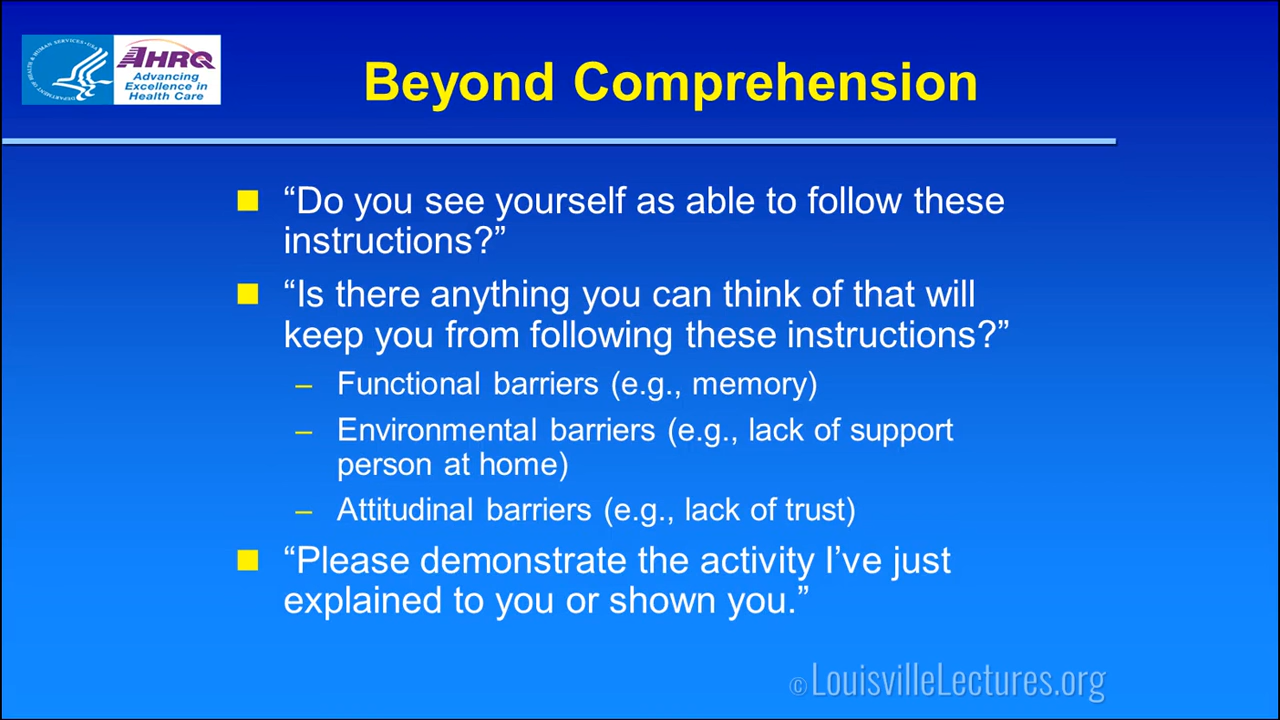 AHRQ
Advancing
Excellence in
Health Care
Beyond Comprehension
“Do you see yourself as able to follow these
instructions?”
“Is there anything you can think of that will
keep you from following these instructions?”
– Functional barriers (e.g., memory)
– Environmental barriers (e.g., lack of support
person at home)
– Attitudinal barriers (e.g., lack of trust)
“Please demonstrate the activity I’ve just
explained to you or shown you.”
© LouisvilleLectures.org